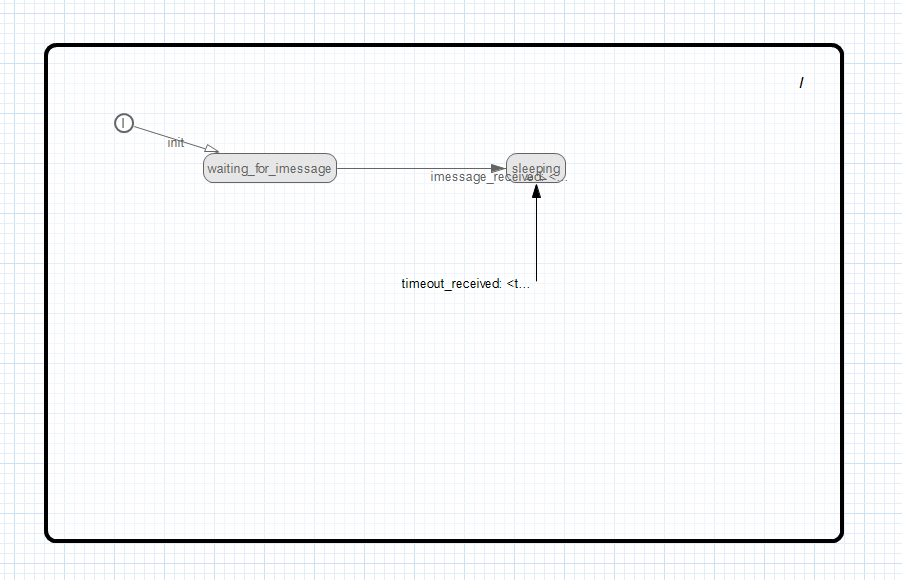 /
I
init
waiting_for_imessage
sleeping
imessage_received: <...
timeout_received: <t...